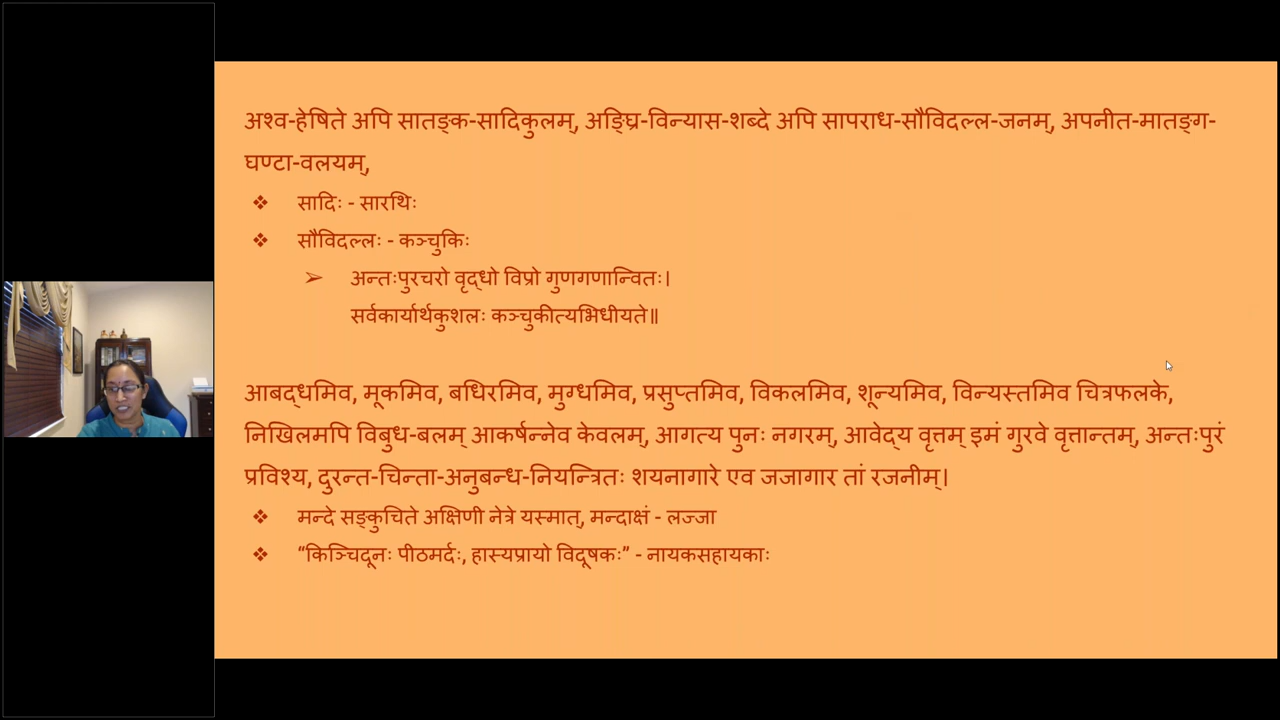 अश्व-हेषिते अपि सातङ्क-सादिकुलम्, अङ्घ्रि-विन्यास-शब्दे अपि सापराध-सौविदल्ल-जनम्, अपनीत-मातङ्ग-
घण्टा-वलयम्,
❖ सादिः - सारथिः
❖ सौविदल्लः - कञ्चुकिः
➢ अन्तःपुरचरो वृद्धो विप्रो गुणगणान्वितः।
सर्वकार्यार्थकुशलः कञ्चुकीत्यभिधीयते॥
आबद्धमिव, मूकमिव, बधिरमिव, मुग्धमिव, प्रसुप्तमिव, विकलमिव, शून्यमिव, विन्यस्तमिव चित्रफलके,
निखिलमपि विबुध-बलम् आकर्षन्नेव केवलम्, आगत्य पुनः नगरम्, आवेद्य वृत्तम् इमं गुरवे वृत्तान्तम्, अन्तःपुरं
प्रविश्य, दुरन्त-चिन्ता-अनुबन्ध-नियन्त्रितः शयनागारे एव जजागार तां रजनीम्।
❖ मन्दे सङ्कुचिते अक्षिणी नेत्रे यस्मात्, मन्दाक्षं - लज्जा
❖ “किञ्चिदूनः पीठमर्दः, हास्यप्रायो विदूषकः” - नायकसहायकाः